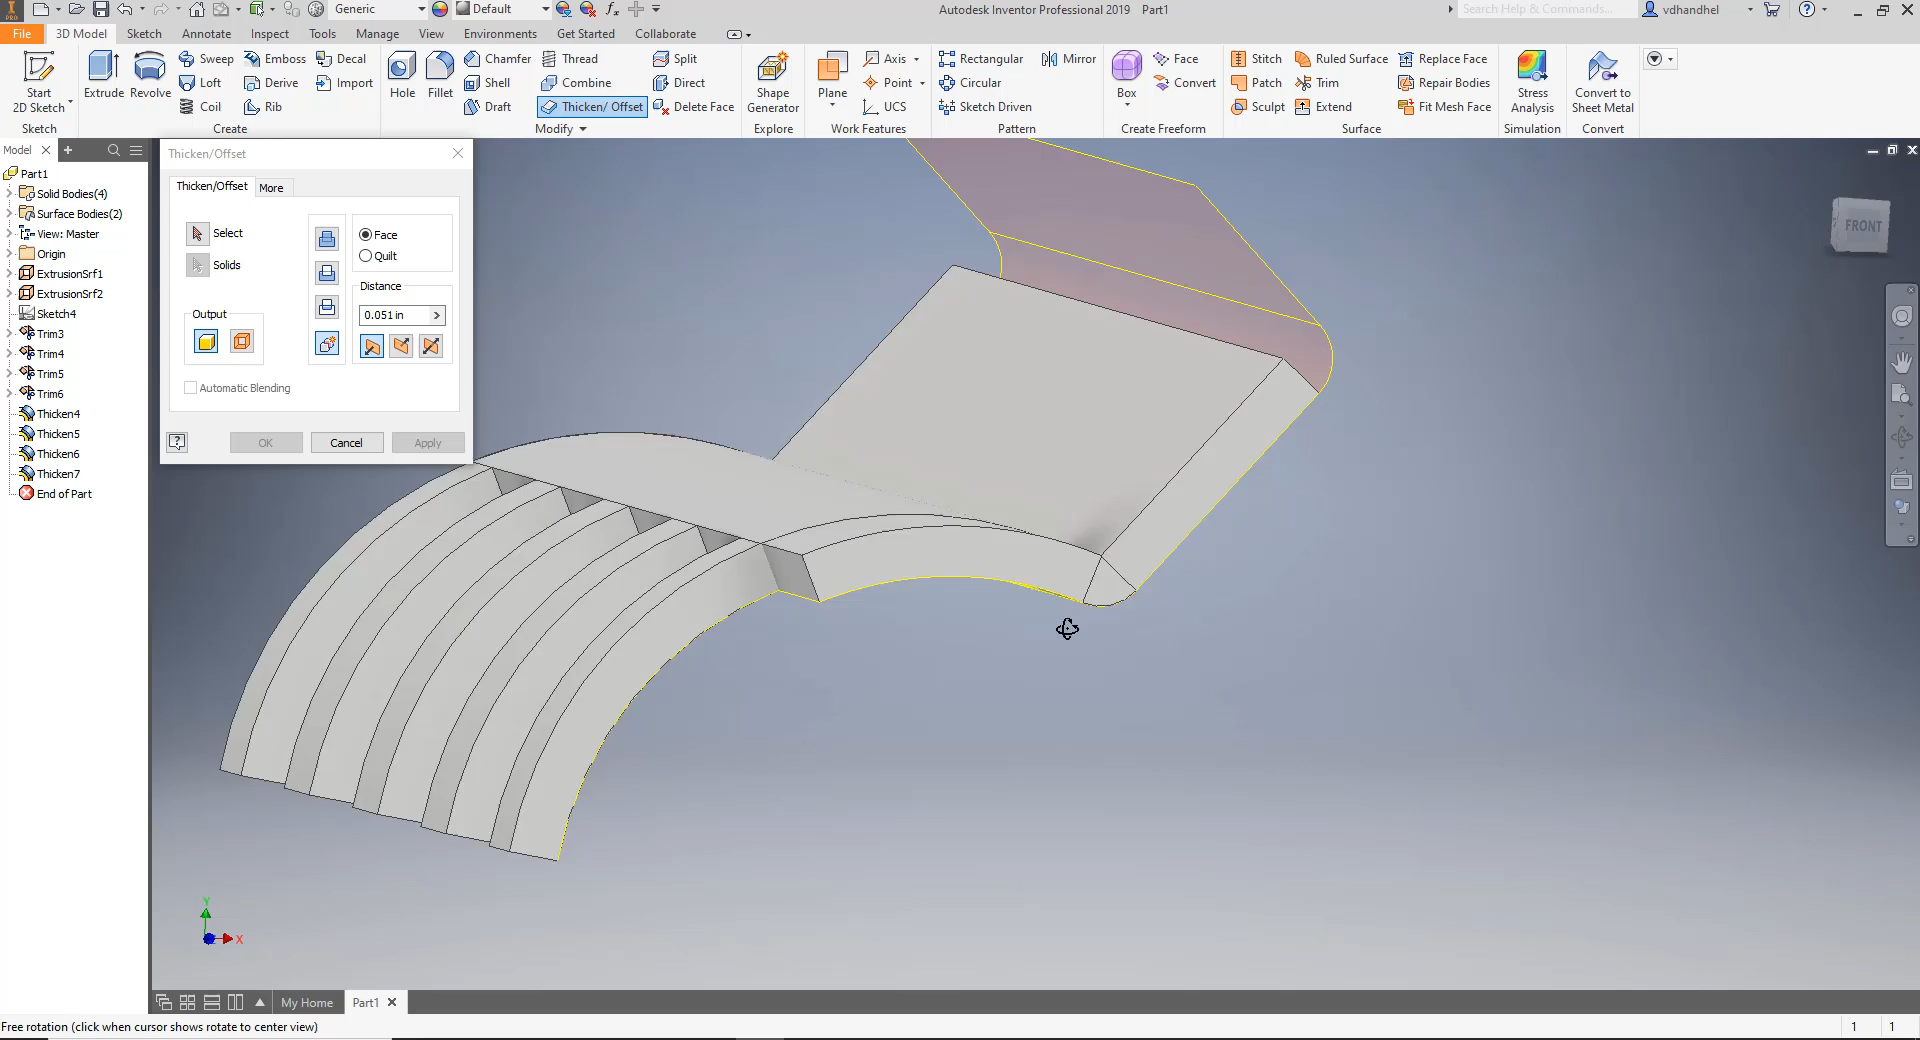 Generic
Default
fx
Autodesk Inventor Professional 2019 Part1
Search Help & Commands...
vdhandhel
File
3D Model
Sketch
Annotate
Inspect
Tools
Manage
View
Environments
Get Started
Collaborate
Start
2D Sketch
Sketch
Extrude
Revolve
Sweep
Loft
Coil
Emboss
Derive
Rib
Decal
Import
Create
Hole
Fillet
Chamfer
Shell
Draft
Thread
Combine
Thicken/ Offset
Split
Direct
Delete Face
Modify
Shape
Generator
Explore
Plane
Axis
Point
UCS
Work Features
Rectangular
Circular
Sketch Driven
Mirror
Pattern
Box
Face
Convert
Create Freeform
Stitch
Patch
Sculpt
Ruled Surface
Trim
Extend
Replace Face
Repair Bodies
Fit Mesh Face
Surface
Stress
Analysis
Simulation
Convert to
Sheet Metal
Convert
Model
Part1
Solid Bodies(4)
Surface Bodies(2)
View: Master
Origin
ExtrusionSrf1
ExtrusionSrf2
Sketch4
Trim3
Trim4
Trim5
Trim6
Thicken4
Thicken5
Thicken6
Thicken7
End of Part
Thicken/Offset
Thicken/Offset
More
Select
Solids
Output
Face
Quilt
Distance
0.051 in
Automatic Blending
OK
Cancel
Apply
FRONT
Y
X
My Home
Part1
Free rotation (click when cursor shows rotate to center view)
1
1